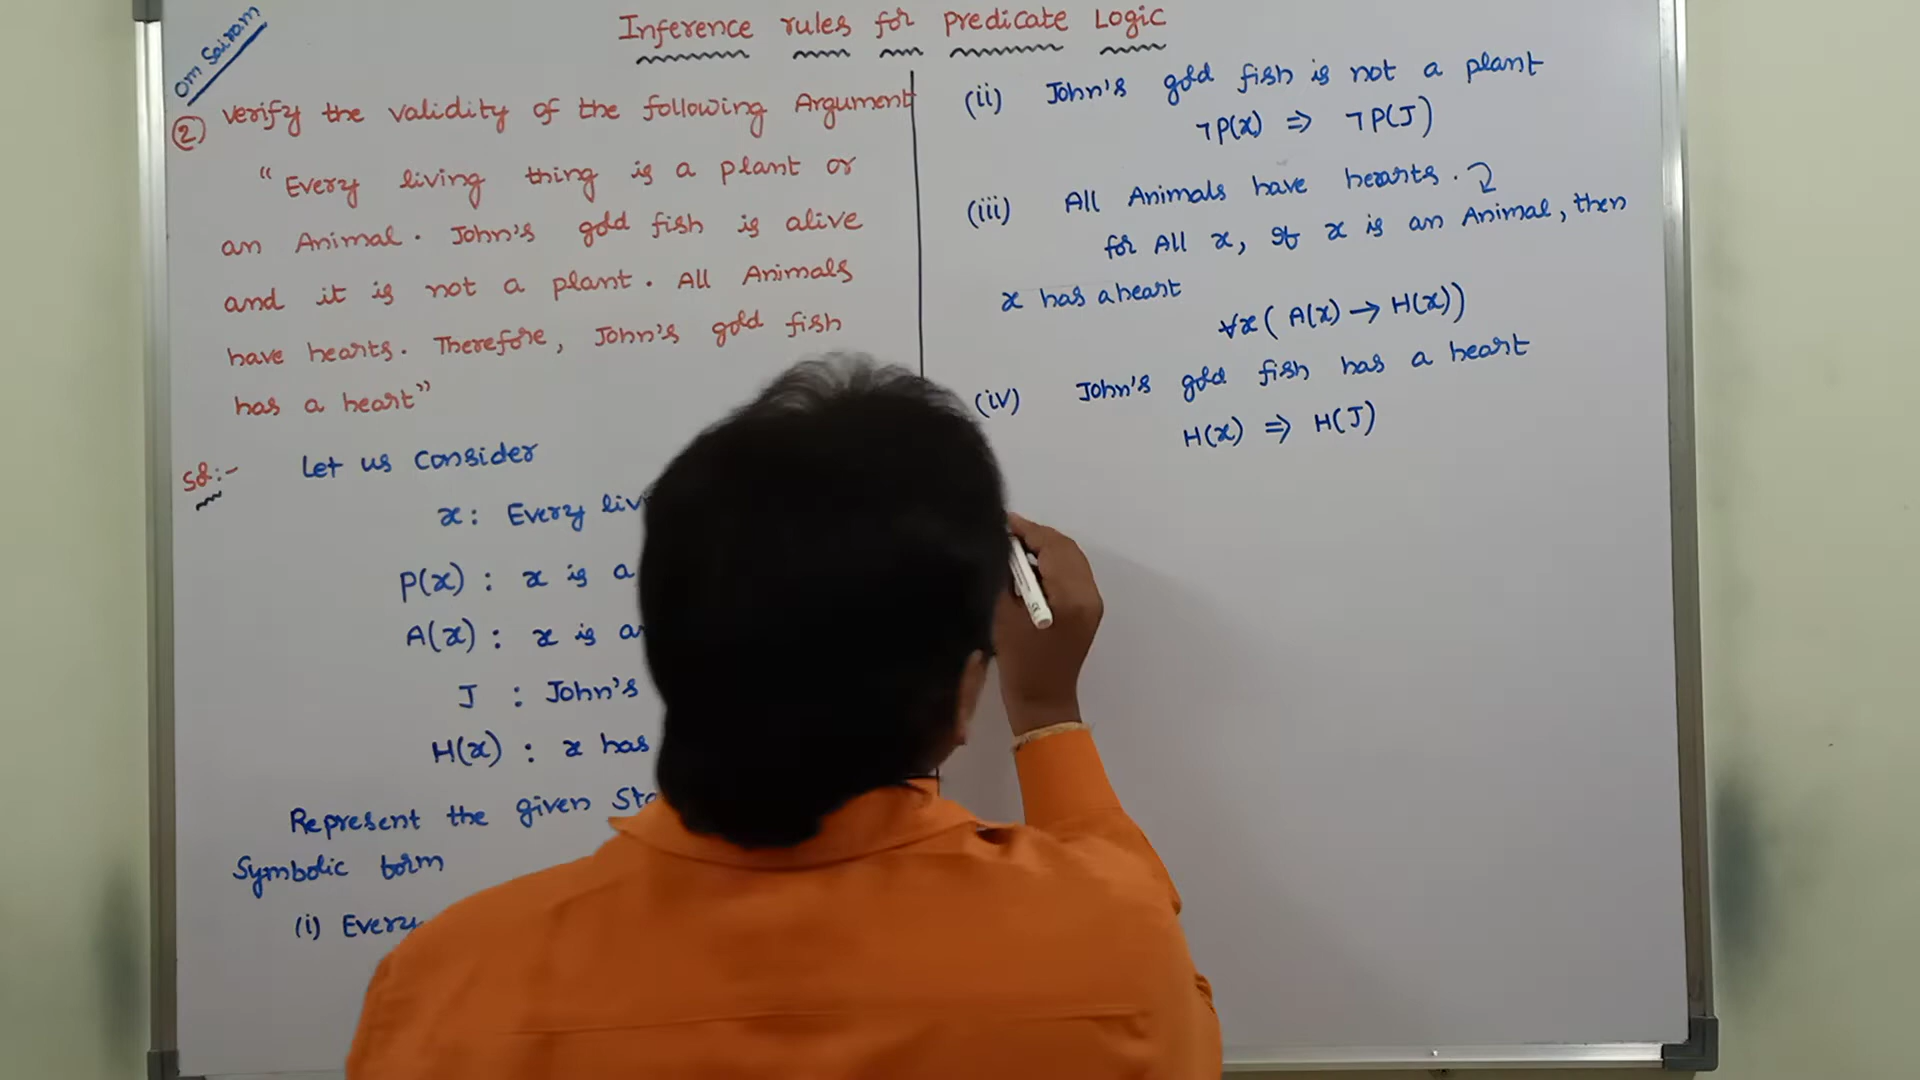 Inference rules for predicate Logic
Om Sairam
② Verify the validity of the following Argument
"Every living thing is a plant or
an Animal. John's gold fish is alive
and it is not a plant. All Animals
have hearts. Therefore, John's gold fish
has a heart"
Sol:- Let us consider
x: Every
P(x) : x is a
A(x) : x is
J : John's
H(x) : x has
Represent the given
Symbolic form
(i) Every
(ii) John's gold fish is not a plant
¬P(x) ⇒ ¬P(J)
(iii) All Animals have hearts.
for All x, If x is an Animal, then
x has a heart
∀x( A(x) → H(x))
(iv) John's gold fish has a heart
H(x) ⇒ H(J)